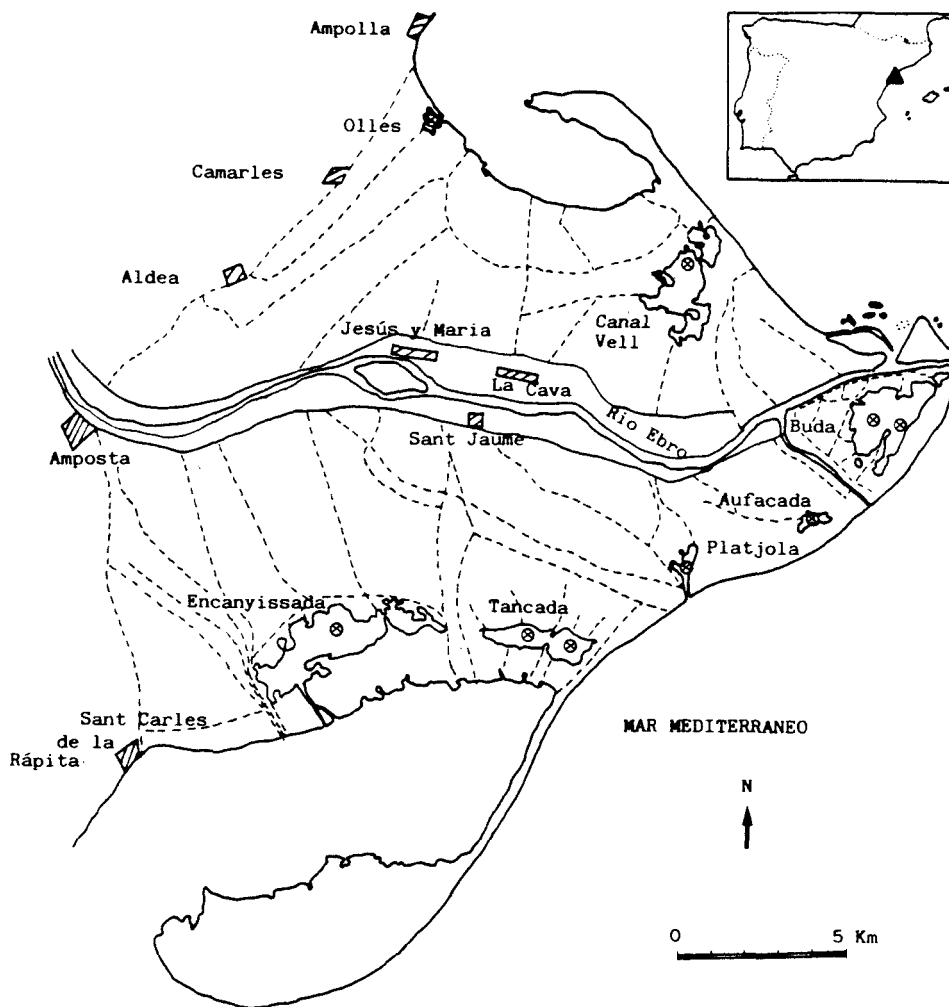 Ampolla
Olles
Camarles
Aldea
Jesús y Maria
Canal
Vell
La Cava
Rio Ebro
Buda
Sant Jaume
Amposta
Aufacada
Platjola
Encanyissada
Tancada
Sant Carles
de la
Rápita
MAR MEDITERRANEO
N
0 5 Km